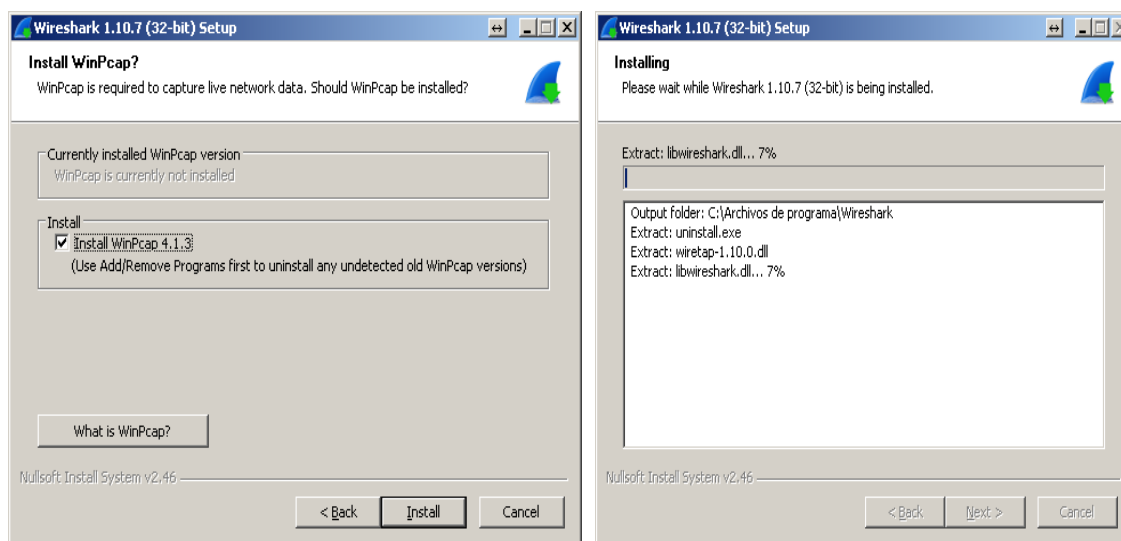 Wireshark 1.10.7 (32-bit) Setup
Install WinPcap?
WinPcap is required to capture live network data. Should WinPcap be installed?
Currently installed WinPcap version
WinPcap is currently not installed
Install
Install WinPcap 4.1.3
(Use Add/Remove Programs first to uninstall any undetected old WinPcap versions)
What is WinPcap?
Nullsoft Install System v2.46
< Back
Install
Cancel
Wireshark 1.10.7 (32-bit) Setup
Installing
Please wait while Wireshark 1.10.7 (32-bit) is being installed.
Extract: libwireshark.dll... 7%
Output folder: C:\Archivos de programa\Wireshark
Extract: uninstall.exe
Extract: wiretap-1.10.0.dll
Extract: libwireshark.dll... 7%
Nullsoft Install System v2.46
< Back
Next >
Cancel